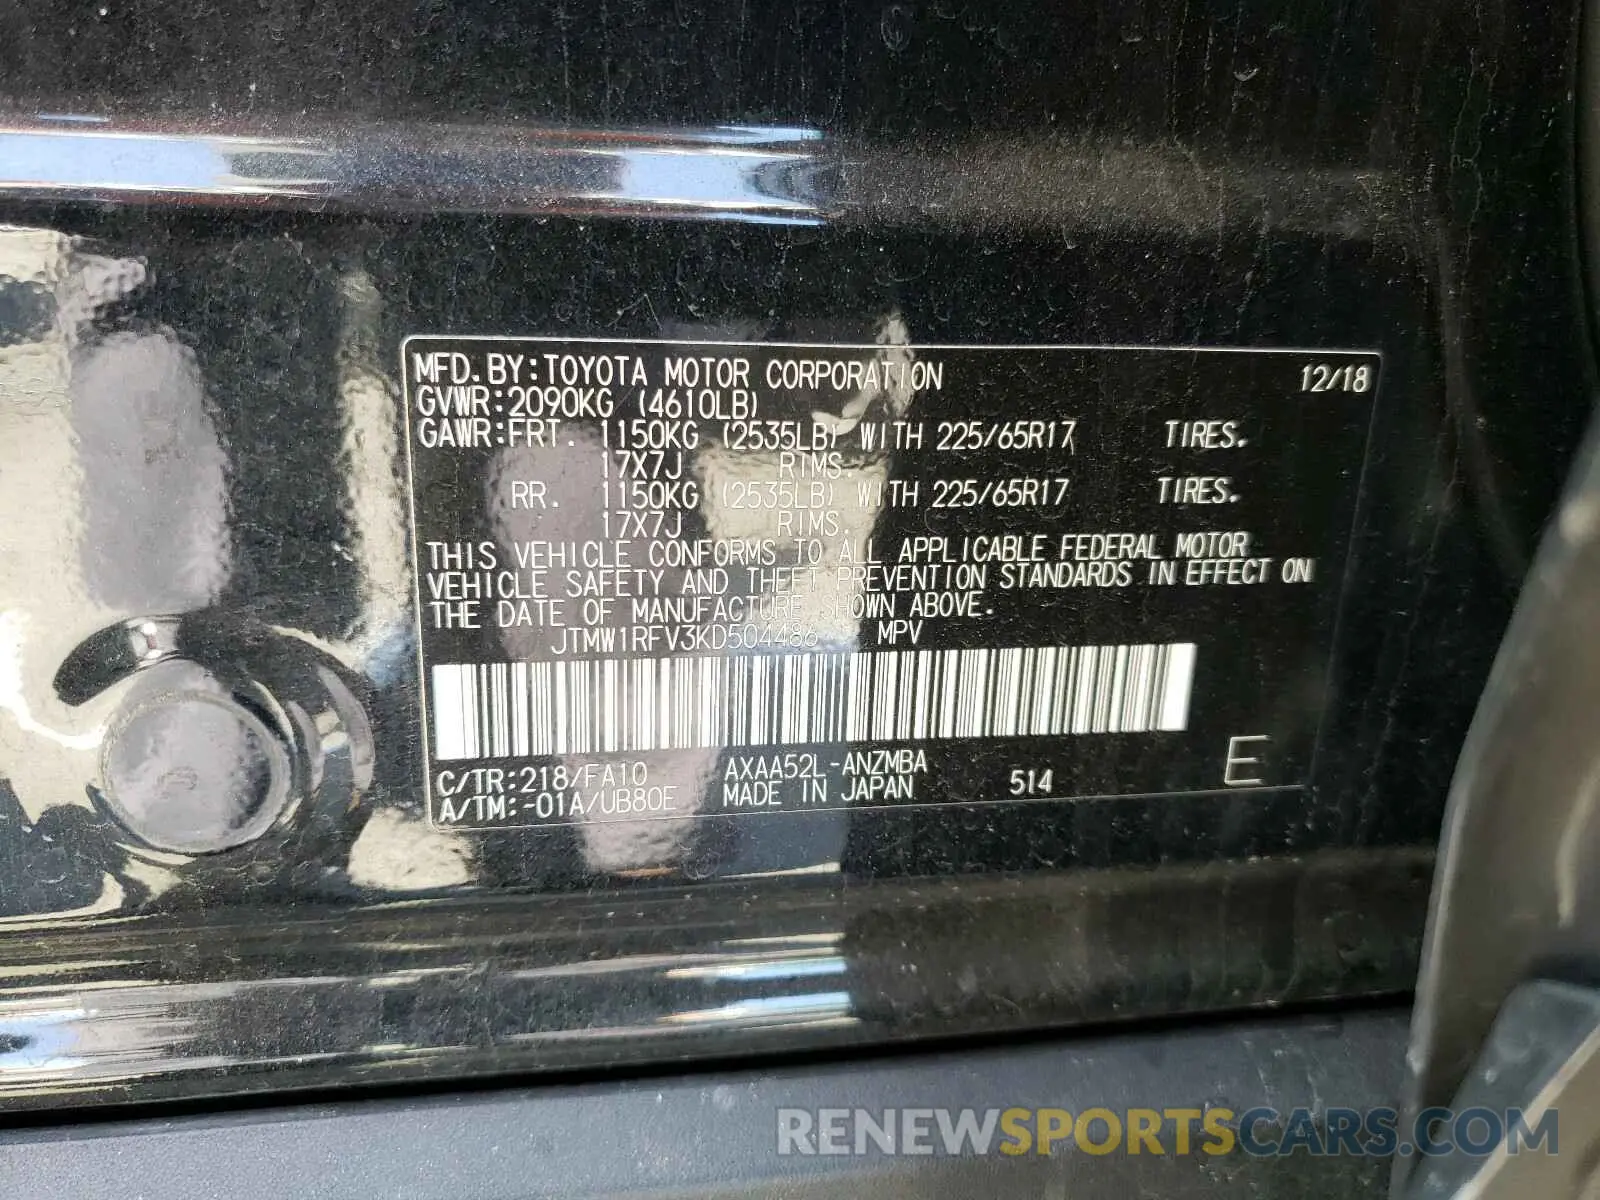 MFD. BY:TOYOTA MOTOR CORPORATION 12/18
GVWR:2090KG (4610LB)
GAWR:FRT. 1150KG (2535LB) WITH 225/65R17 TIRES.
17X7J RIMS.
RR. 1150KG (2535LB) WITH 225/65R17 TIRES.
17X7J RIMS.
THIS VEHICLE CONFORMS TO ALL APPLICABLE FEDERAL MOTOR
VEHICLE SAFETY AND THEFT PREVENTION STANDARDS IN EFFECT ON
THE DATE OF MANUFACTURE SHOWN ABOVE.
JTMW1RFV3KD504486 MPV
C/TR:218/FA10 AXAA52L-ANZMBA
A/TM:-01A/UB80E MADE IN JAPAN 514 E
RENEWSPORTSCARS.COM